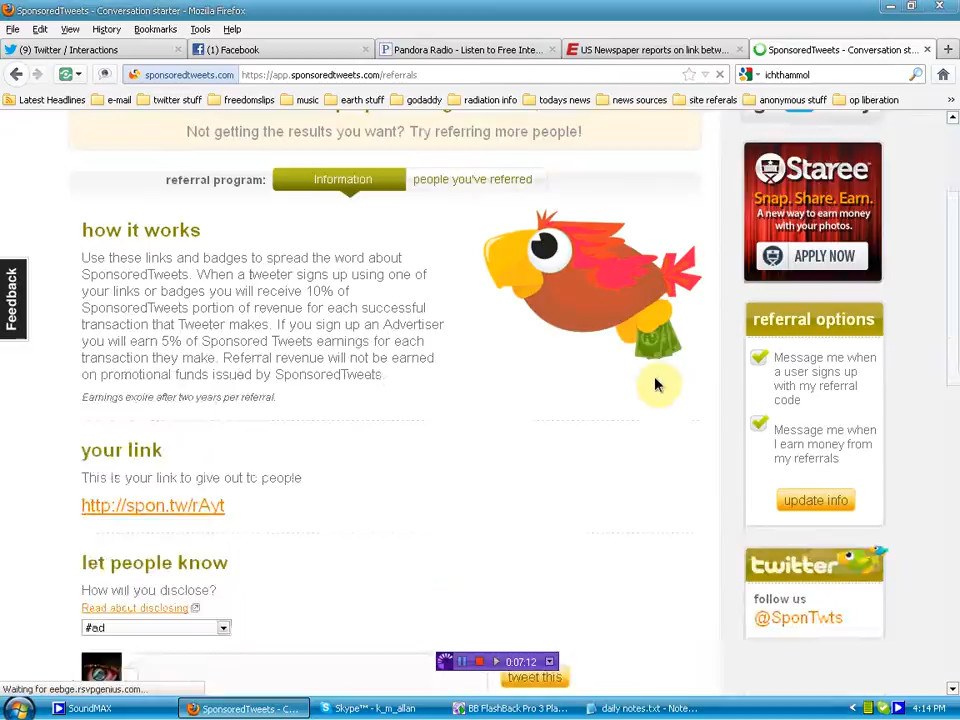 SponsoredTweets - Conversation starter - Mozilla Firefox
File Edit View History Bookmarks Tools Help
(9) Twitter / Interactions
(1) Facebook
Pandora Radio - Listen to Free Inte...
US Newspaper reports on link betw...
SponsoredTweets - Conversation st...
sponsoredtweets.com
https://app.sponsoredtweets.com/referrals
ichthammol
Latest Headlines e-mail twitter stuff freedomslips music earth stuff godaddy radiation info todays news news sources site referals anonymous stuff op liberation
Not getting the results you want? Try referring more people!
referral program: Information people you've referred
how it works
Use these links and badges to spread the word about
SponsoredTweets. When a tweeter signs up using one of
your links or badges you will receive 10% of
SponsoredTweets portion of revenue for each successful
transaction that Tweeter makes. If you sign up an Advertiser
you will earn 5% of Sponsored Tweets earnings for each
transaction they make. Referral revenue will not be earned
on promotional funds issued by SponsoredTweets.
Earnings expire after two years per referral.
your link
This is your link to give out to people
http://spon.tw/rAyt
let people know
How will you disclose?
Read about disclosing
#ad
tweet this
0:07:12
Feedback
Staree
Snap. Share. Earn.
A new way to earn money
with your photos.
APPLY NOW
referral options
Message me when
a user signs up
with my referral
code
Message me when
I earn money from
my referrals
update info
twitter
follow us
@SponTwts
Waiting for eebge.rsvpgenius.com...
SoundMAX
SponsoredTweets - C...
Skype™ - k_m_allan
BB FlashBack Pro 3 Pla...
daily notes.txt - Note...
4:14 PM